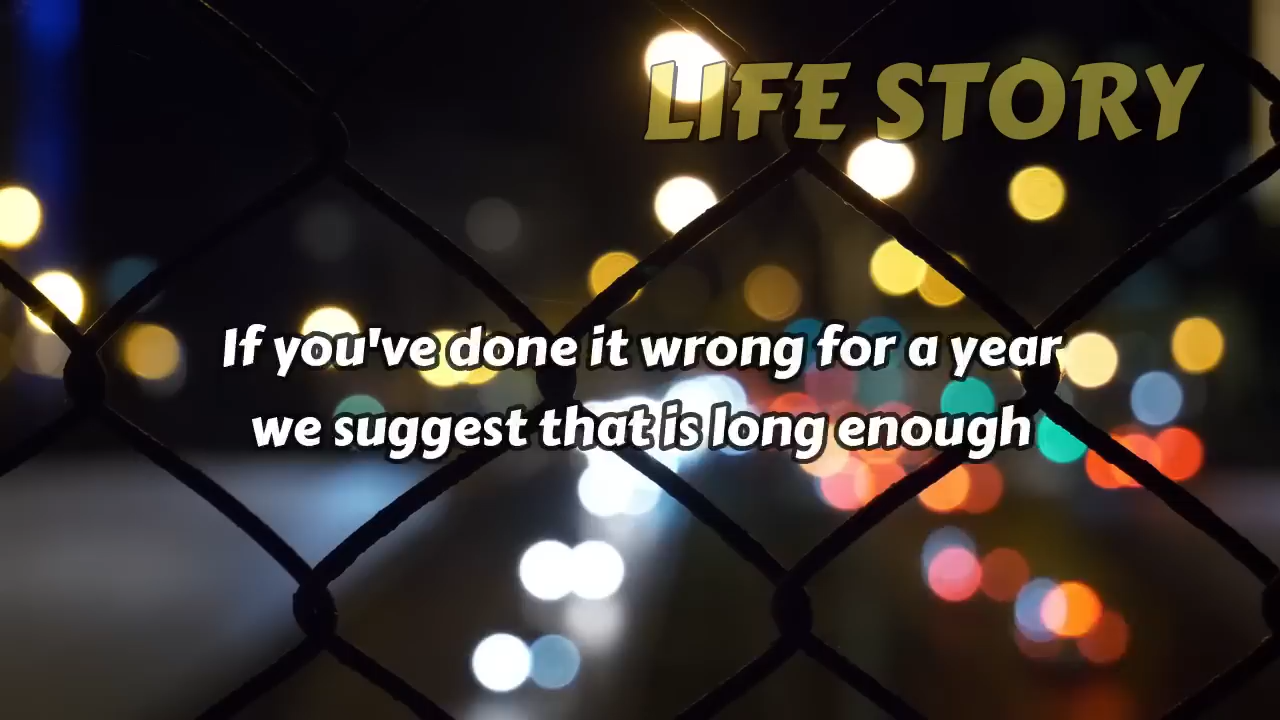 LIFE STORY
If you've done it wrong for a year
we suggest that is long enough